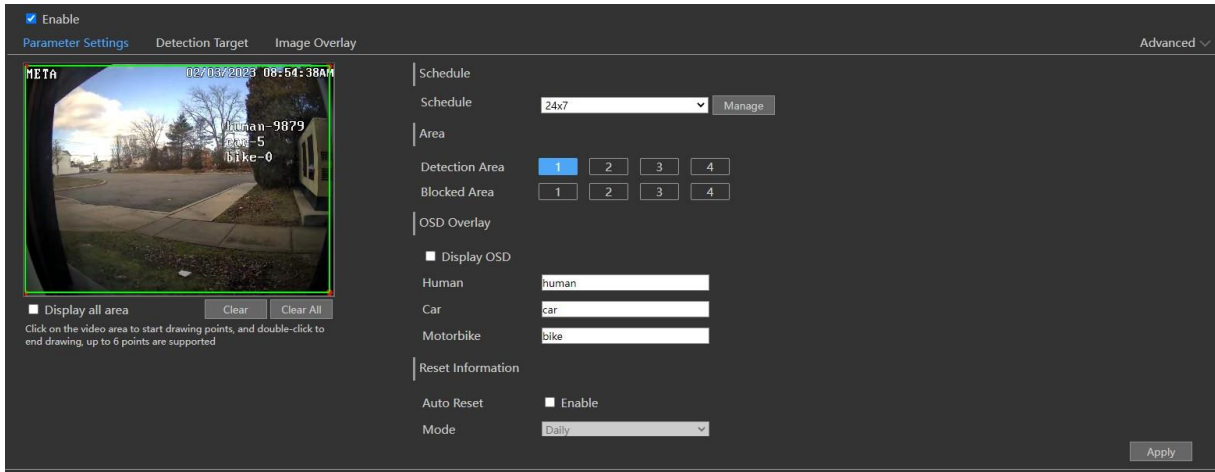 Enable
Parameter Settings Detection Target Image Overlay Advanced
META 02/03/2023 08:54:38AM
human-9879
car-5
bike-0
Display all area Clear Clear All
Click on the video area to start drawing points, and double-click to
end drawing, up to 6 points are supported
Schedule
Schedule 24x7 Manage
Area
Detection Area 1 2 3 4
Blocked Area 1 2 3 4
OSD Overlay
Display OSD
Human human
Car car
Motorbike bike
Reset Information
Auto Reset Enable
Mode Daily
Apply